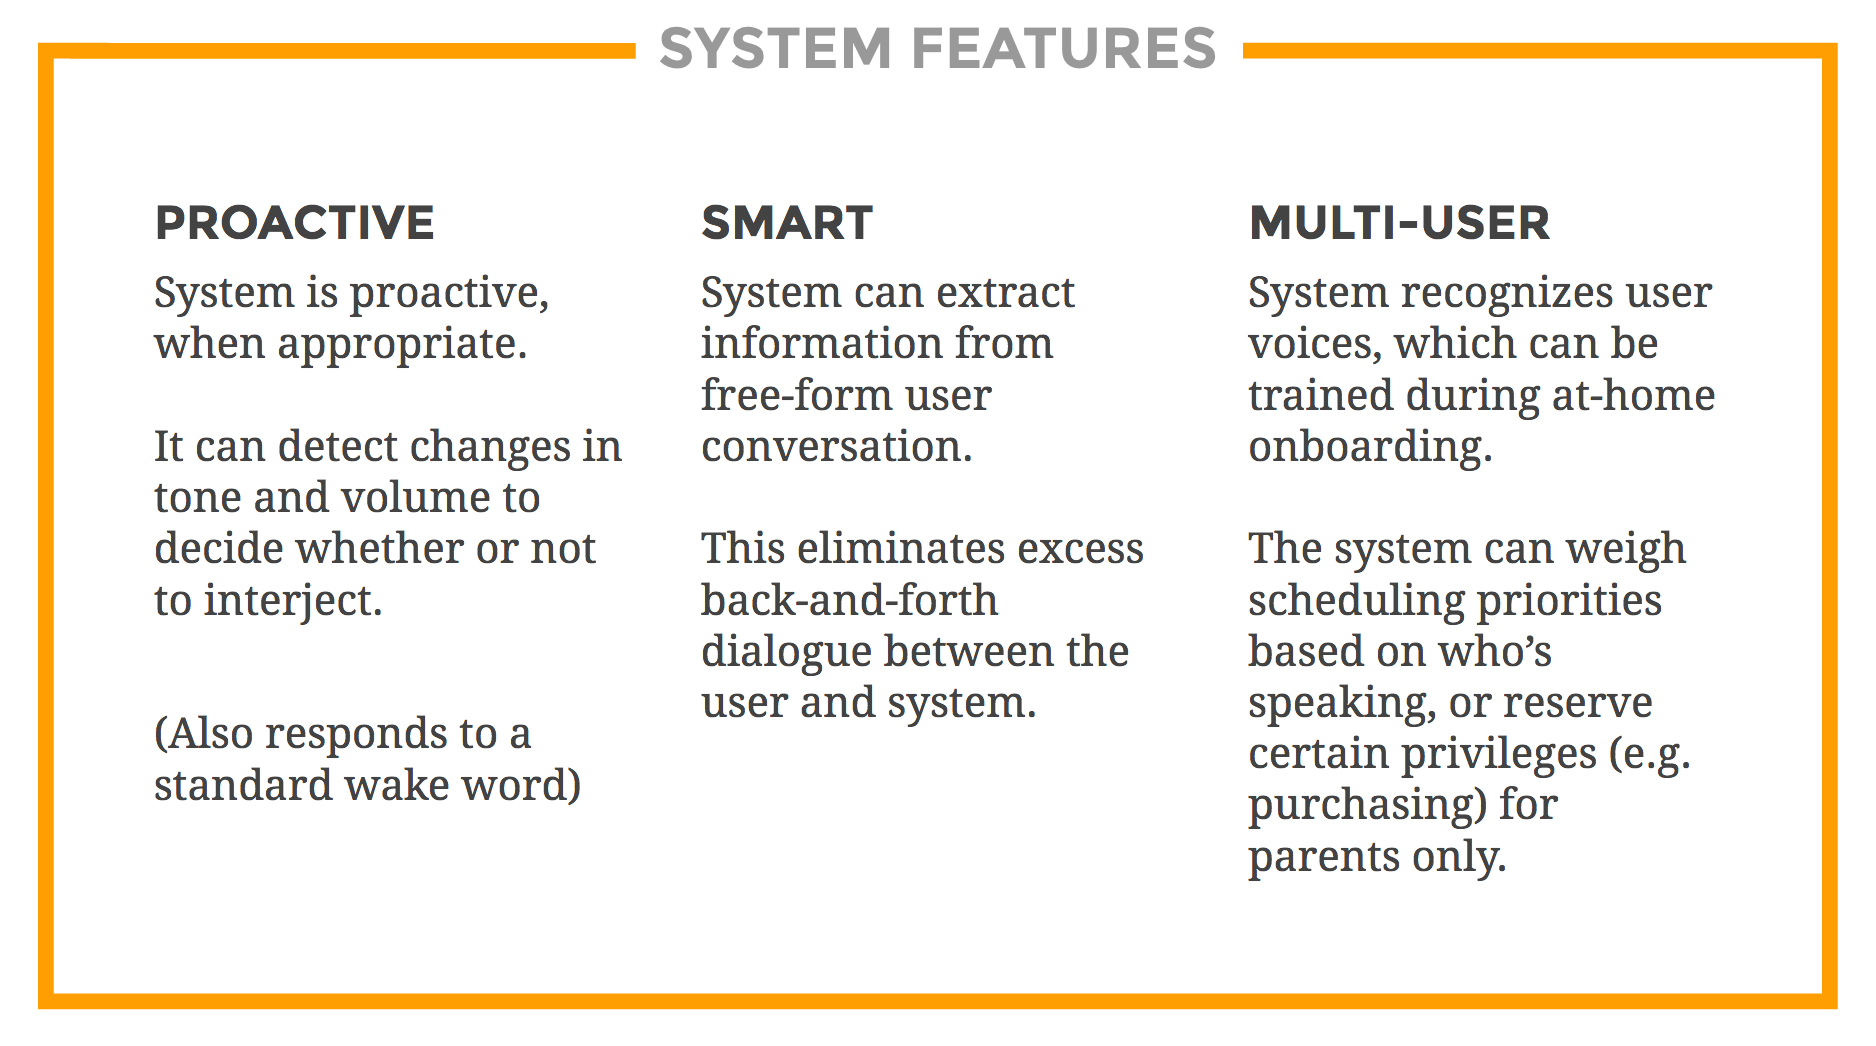 SYSTEM FEATURES
PROACTIVE
System is proactive,
when appropriate.
It can detect changes in
tone and volume to
decide whether or not
to interject.
(Also responds to a
standard wake word)
SMART
System can extract
information from
free-form user
conversation.
This eliminates excess
back-and-forth
dialogue between the
user and system.
MULTI-USER
System recognizes user
voices, which can be
trained during at-home
onboarding.
The system can weigh
scheduling priorities
based on who’s
speaking, or reserve
certain privileges (e.g.
purchasing) for
parents only.